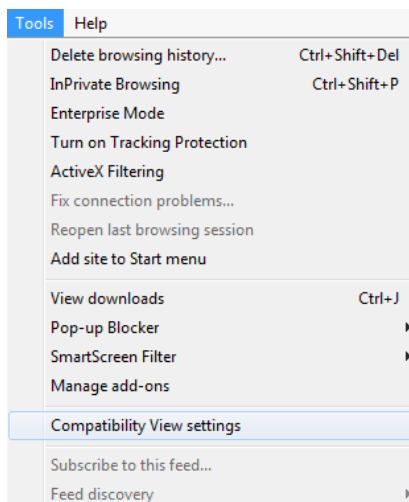 Tools Help
Delete browsing history... Ctrl+Shift+Del
InPrivate Browsing Ctrl+Shift+P
Enterprise Mode
Turn on Tracking Protection
ActiveX Filtering
Fix connection problems...
Reopen last browsing session
Add site to Start menu
View downloads Ctrl+J
Pop-up Blocker
SmartScreen Filter
Manage add-ons
Compatibility View settings
Subscribe to this feed...
Feed discovery